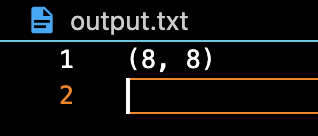 output.txt
1 (8, 8)
2